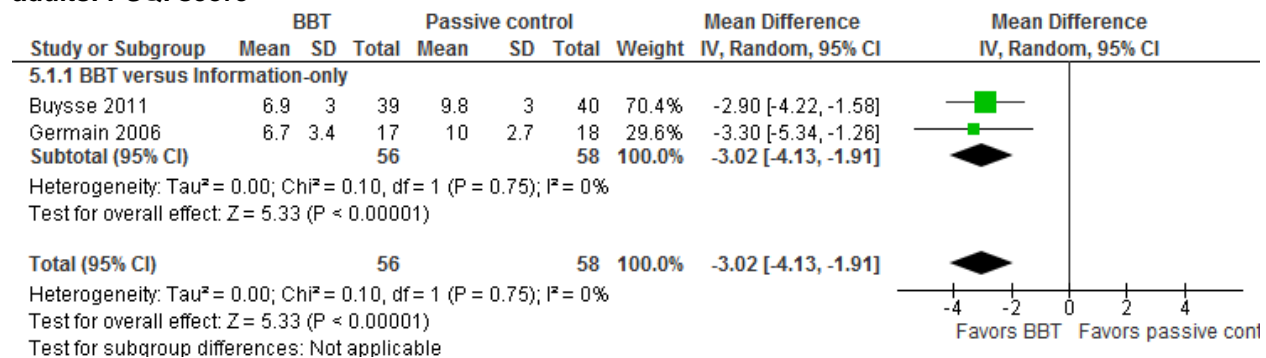 BBT Passive control Mean Difference Mean Difference
Study or Subgroup Mean SD Total Mean SD Total Weight IV, Random, 95% CI IV, Random, 95% CI
5.1.1 BBT versus Information-only
Buysse 2011 6.9 3 39 9.8 3 40 70.4% -2.90 [-4.22, -1.58]
Germain 2006 6.7 3.4 17 10 2.7 18 29.6% -3.30 [-5.34, -1.26]
Subtotal (95% CI) 56 58 100.0% -3.02 [-4.13, -1.91]
Heterogeneity: Tau² = 0.00; Chi² = 0.10, df = 1 (P = 0.75); I² = 0%
Test for overall effect: Z = 5.33 (P < 0.00001)
Total (95% CI) 56 58 100.0% -3.02 [-4.13, -1.91]
Heterogeneity: Tau² = 0.00; Chi² = 0.10, df = 1 (P = 0.75); I² = 0%
Test for overall effect: Z = 5.33 (P < 0.00001)
Test for subgroup differences: Not applicable
-4 -2 0 2 4
Favors BBT Favors passive cont